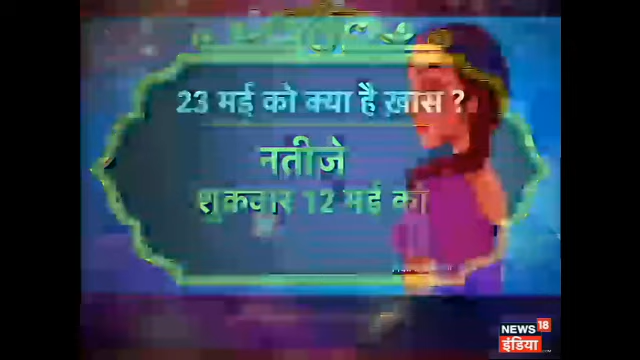 23 मई को क्या है ख़ास ?
नतीजे
शुक्रवार 12 मई को
NEWS 18
इंडिया